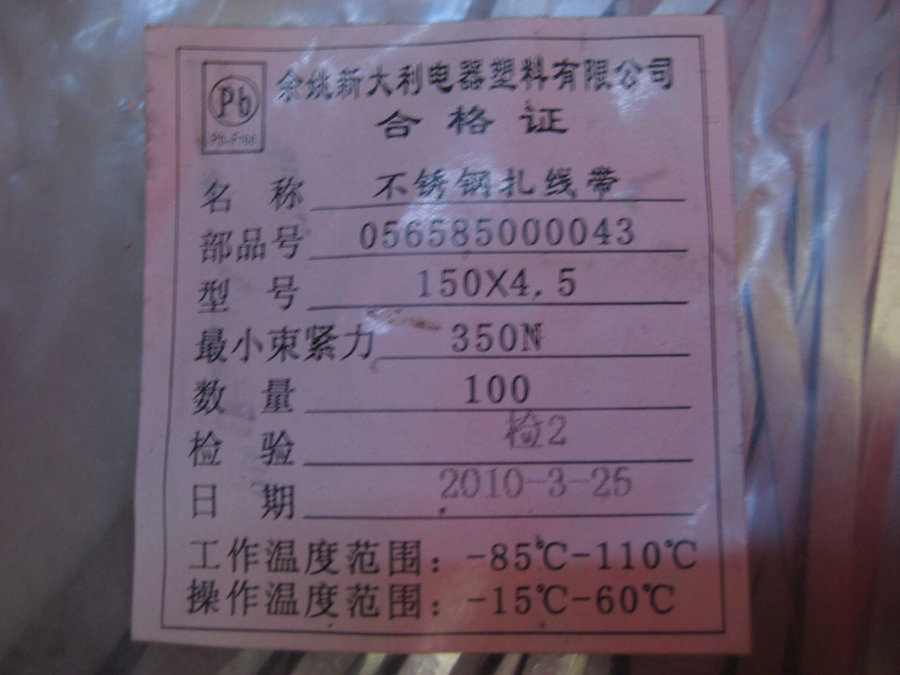 余姚新大利电器塑料有限公司
Pb
Pb-Free
合格证
名 称 不锈钢扎线带
部品号 056585000043
型 号 150X4.5
最小束紧力 350N
数 量 100
检 验 检2
日 期 2010-3-25
工作温度范围：-85℃-110℃
操作温度范围：-15℃-60℃